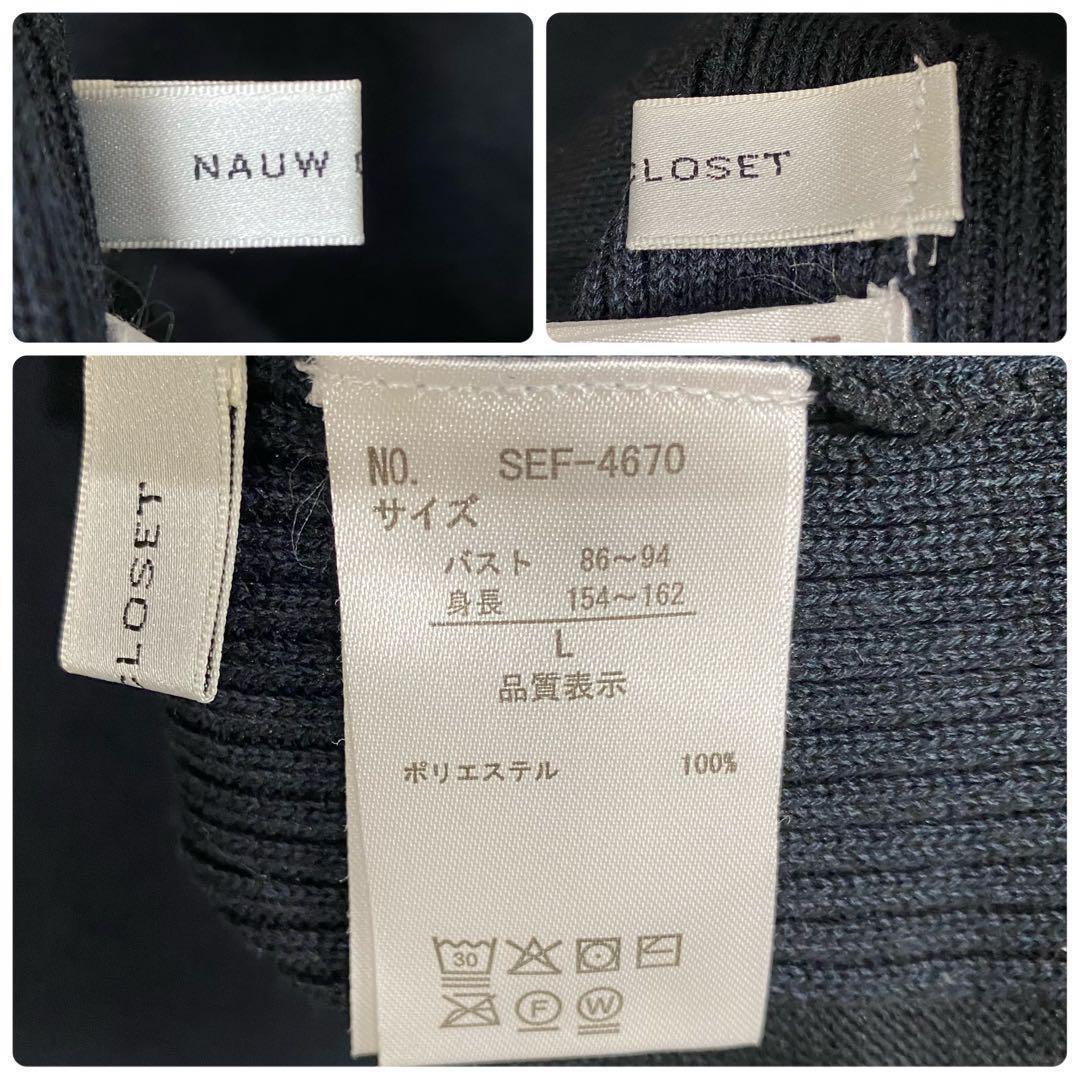 NAUW
CLOSET
CLOSET
NO. SEF-4670
サイズ
バスト 86～94
身長 154～162
L
品質表示
ポリエステル 100%
30
F W